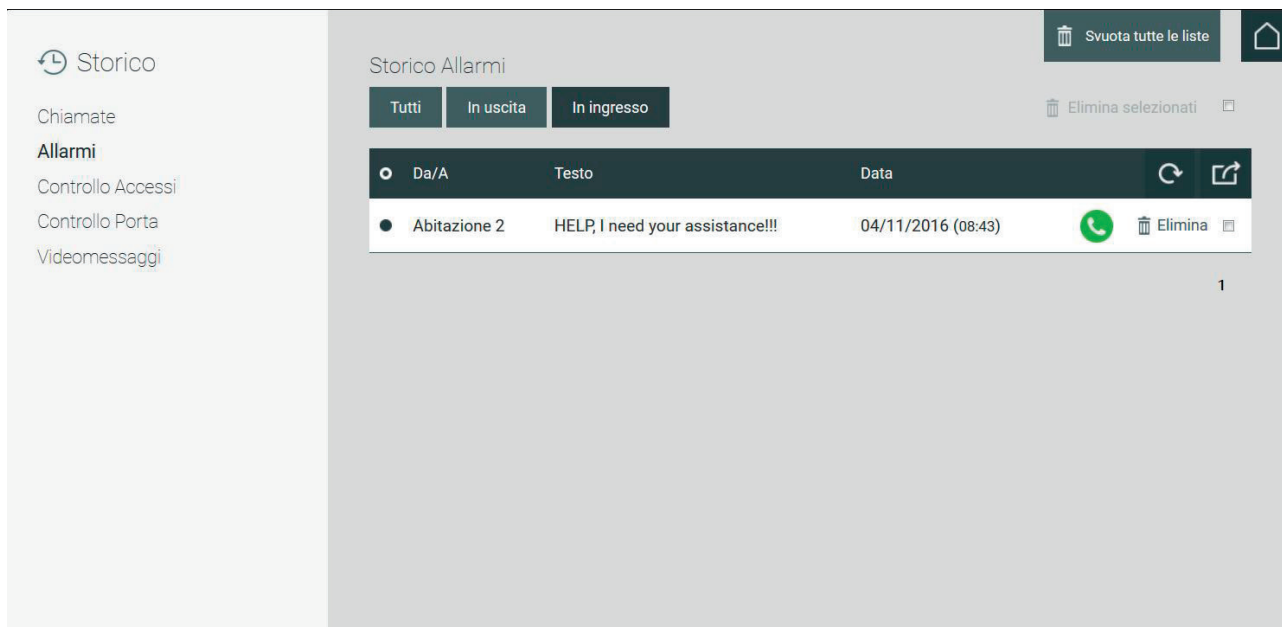 Storico
Chiamate
Allarmi
Controllo Accessi
Controllo Porta
Videomessaggi
Svuota tutte le liste
Storico Allarmi
Tutti In uscita In ingresso
Elimina selezionati
Da/A Testo Data
Abitazione 2 HELP, I need your assistance!!! 04/11/2016 (08:43) Elimina
1